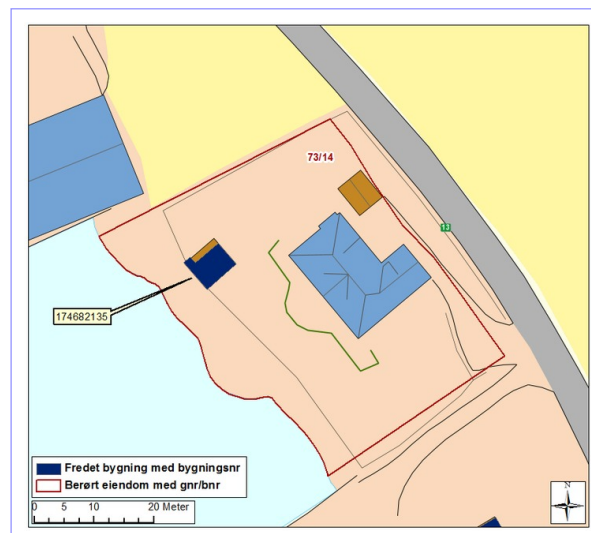 73/14
13
174682135
Fredet bygning med bygningsnr
Berørt eiendom med gnr/bnr
0 5 10 20 Meter
N